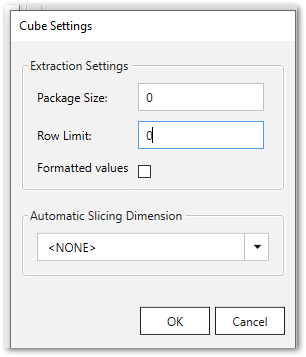 Cube Settings
Extraction Settings
Package Size: 0
Row Limit: 0
Formatted values
Automatic Slicing Dimension
<NONE>
OK Cancel